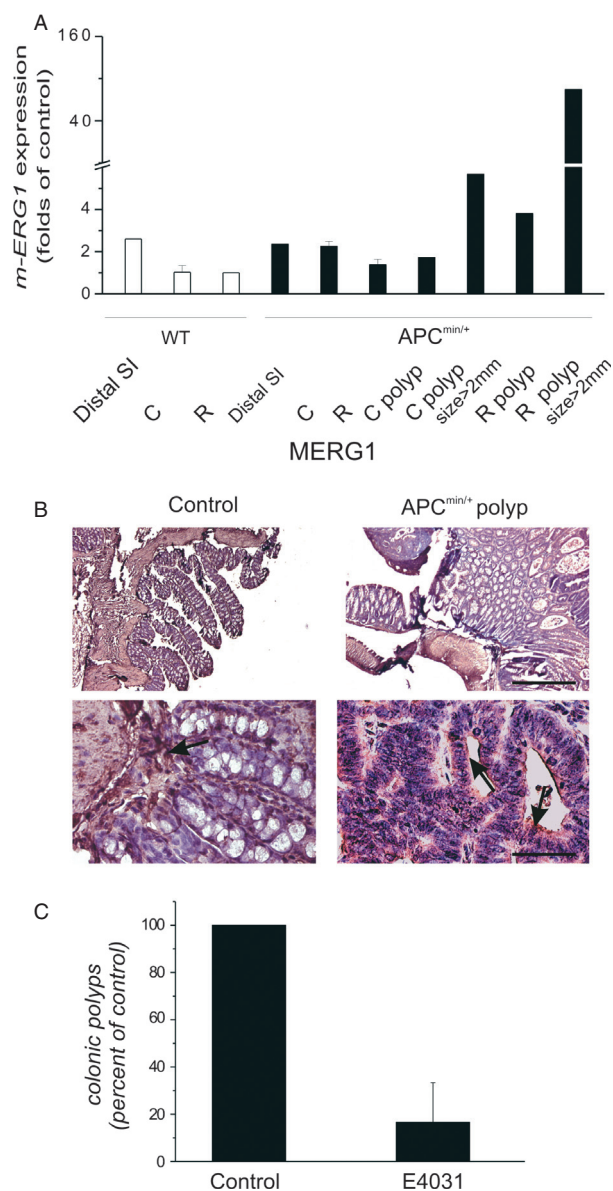 A
160
40
4
2
0
m-ERG1 expression
(folds of control)
WT
APC min/+
Distal SI
C
R
Distal SI
C
R
C polyp
C polyp
size>2mm
R polyp
R polyp
size>2mm
MERG1
B
Control
APC min/+ polyp
C
100
80
60
40
20
0
colonic polyps
(percent of control)
Control
E4031